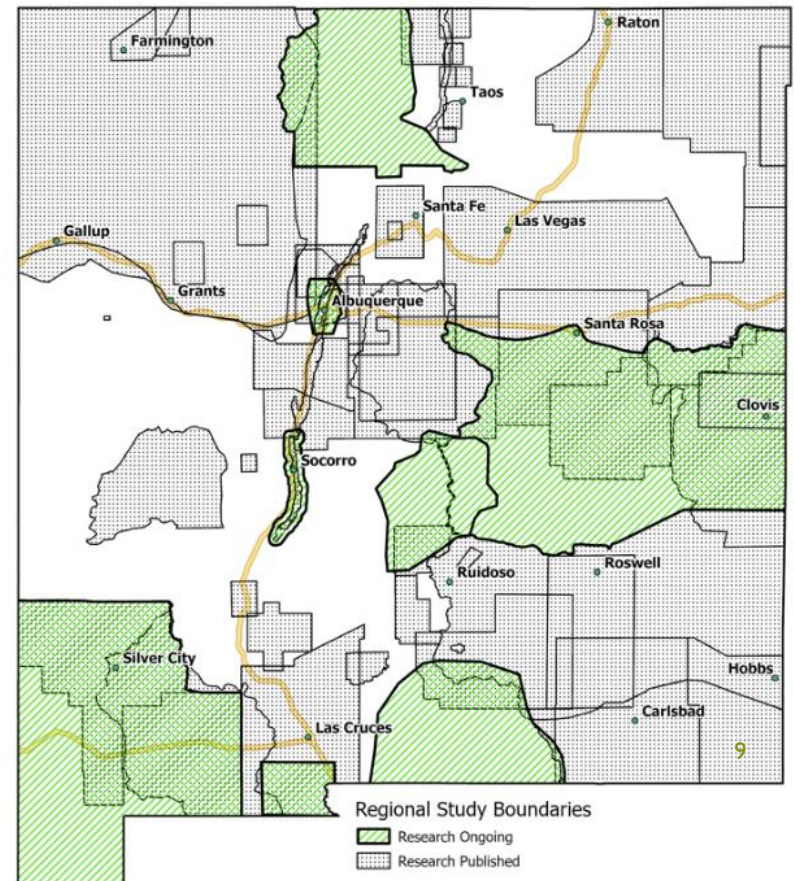 Farmington
Raton
Taos
Santa Fe
Las Vegas
Gallup
Grants
Albuquerque
Santa Rosa
Clovis
Socorro
Ruidoso
Roswell
Silver City
Hobbs
Carlsbad
Las Cruces
9
Regional Study Boundaries
Research Ongoing
Research Published